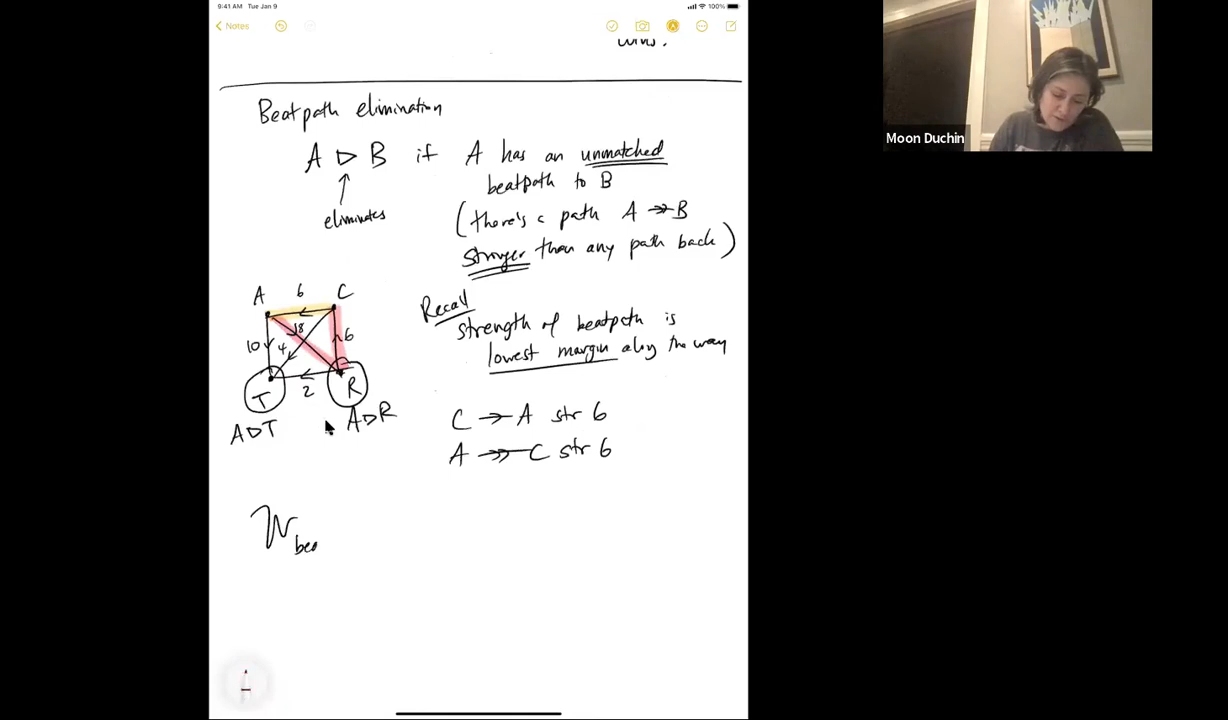 9:41 AM Tue Jan 9
100%
Notes
wins.
Beatpath elimination
A ▷ B if A has an unmatched
beatpath to B
eliminates
(there's a path A ↠ B
stronger than any path back)
Moon Duchin
A 6 C
18 6
10 4
T 2 R
A▷T A▷R
Recall
strength of beatpath is
lowest margin along the way
C → A str 6
A ↠ C str 6
W bea